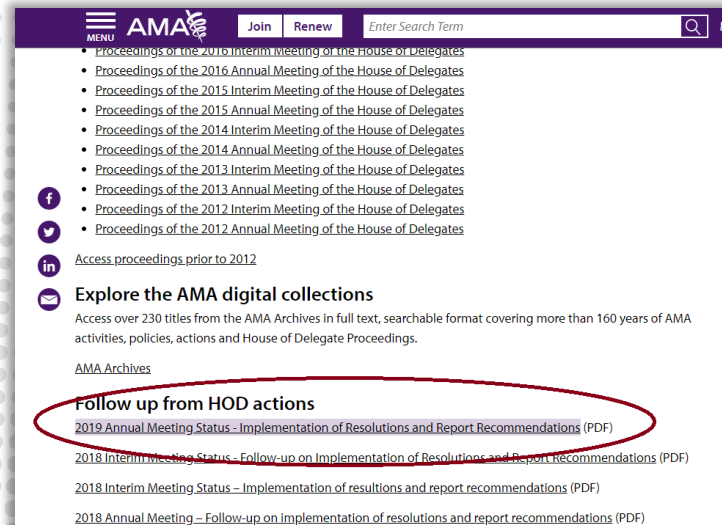 MENU
AMA
Join
Renew
Enter Search Term
Proceedings of the 2016 Interim Meeting of the House of Delegates
Proceedings of the 2016 Annual Meeting of the House of Delegates
Proceedings of the 2015 Interim Meeting of the House of Delegates
Proceedings of the 2015 Annual Meeting of the House of Delegates
Proceedings of the 2014 Interim Meeting of the House of Delegates
Proceedings of the 2014 Annual Meeting of the House of Delegates
Proceedings of the 2013 Interim Meeting of the House of Delegates
Proceedings of the 2013 Annual Meeting of the House of Delegates
Proceedings of the 2012 Interim Meeting of the House of Delegates
Proceedings of the 2012 Annual Meeting of the House of Delegates
Access proceedings prior to 2012
Explore the AMA digital collections
Access over 230 titles from the AMA Archives in full text, searchable format covering more than 160 years of AMA
activities, policies, actions and House of Delegate Proceedings.
AMA Archives
Follow up from HOD actions
2019 Annual Meeting Status - Implementation of Resolutions and Report Recommendations (PDF)
2018 Interim Meeting Status - Follow-up on Implementation of Resolutions and Report Recommendations (PDF)
2018 Interim Meeting Status – Implementation of resultions and report recommendations (PDF)
2018 Annual Meeting – Follow-up on implementation of resolutions and report recommendations (PDF)